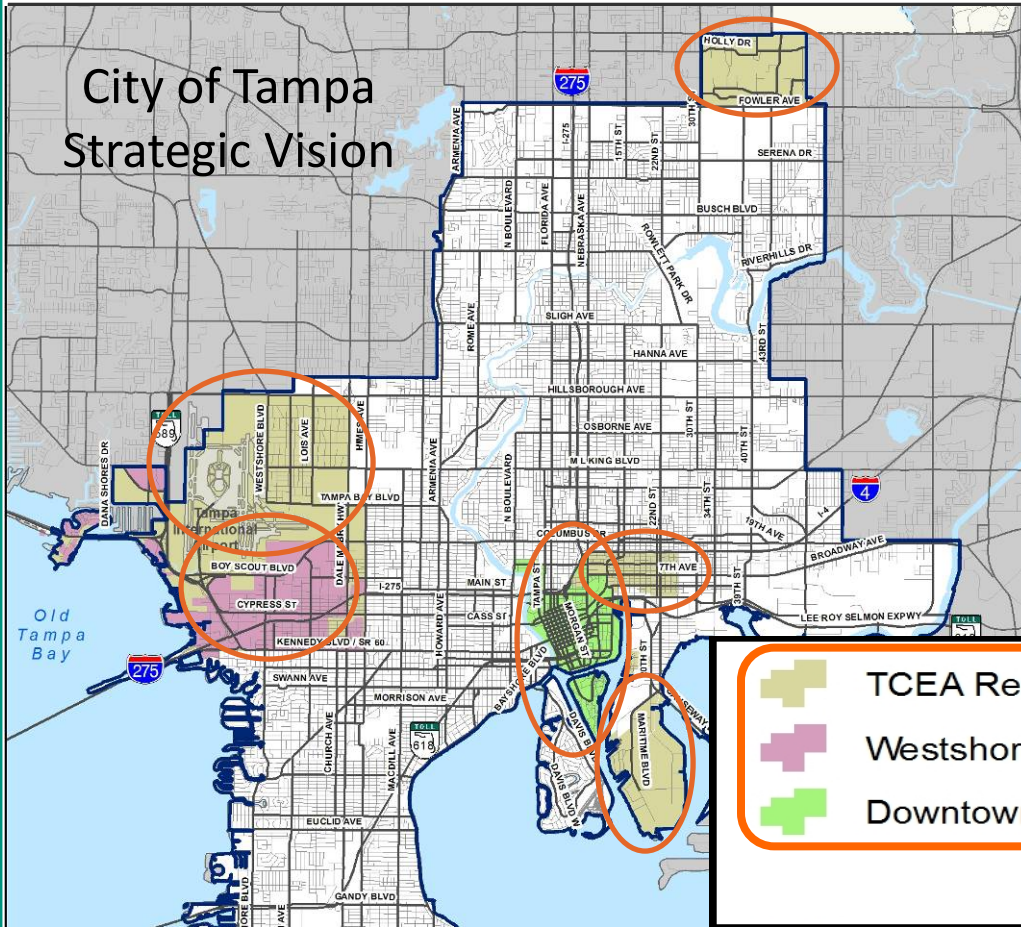 City of Tampa
Strategic Vision
HOLLY DR
275
FOWLER AVE
30TH ST
ARMENIA AVE
I-275
15TH ST
22ND ST
SERENA DR
N BOULEVARD
FLORIDA AVE
NEBRASKA AVE
BUSCH BLVD
ROWLETT PARK DR
RIVERHILLS DR
ROME AVE
SLIGH AVE
43RD ST
HANNA AVE
HILLSBOROUGH AVE
TOLL
589
WESTSHORE BLVD
LOIS AVE
HIMES AVE
30TH ST
OSBORNE AVE
40TH ST
DANA SHORES DR
ARMENIA AVE
N BOULEVARD
M L KING BLVD
22ND ST
34TH ST
4
I-4
TAMPA BAY BLVD
Tampa
International
Airport
COLUMBUS DR
19TH AVE
BROADWAY AVE
BOY SCOUT BLVD
I-275
MAIN ST
TAMPA ST
7TH AVE
39TH ST
CYPRESS ST
CASS ST
MORGAN ST
HOWARD AVE
LEE ROY SELMON EXPWY
TOLL
Old
Tampa
Bay
KENNEDY BLVD / SR 60
275
SWANN AVE
BAYSHORE BLVD
MORRISON AVE
TOLL
618
CHURCH AVE
MACDILL AVE
DAVIS BLVD W
MARITIME BLVD
EUCLID AVE
GANDY BLVD
TCEA Re
Westshor
Downtow